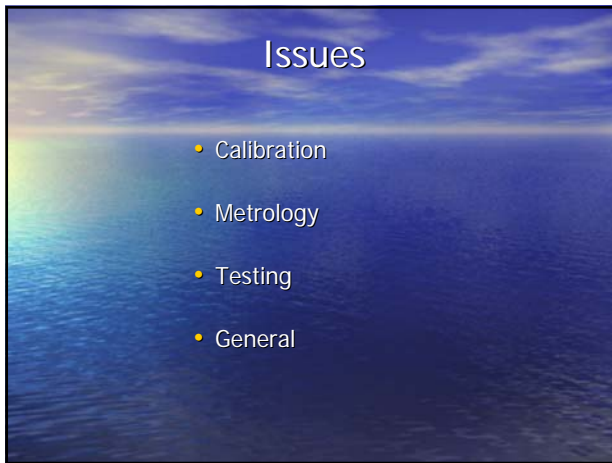 Issues
• Calibration
• Metrology
• Testing
• General